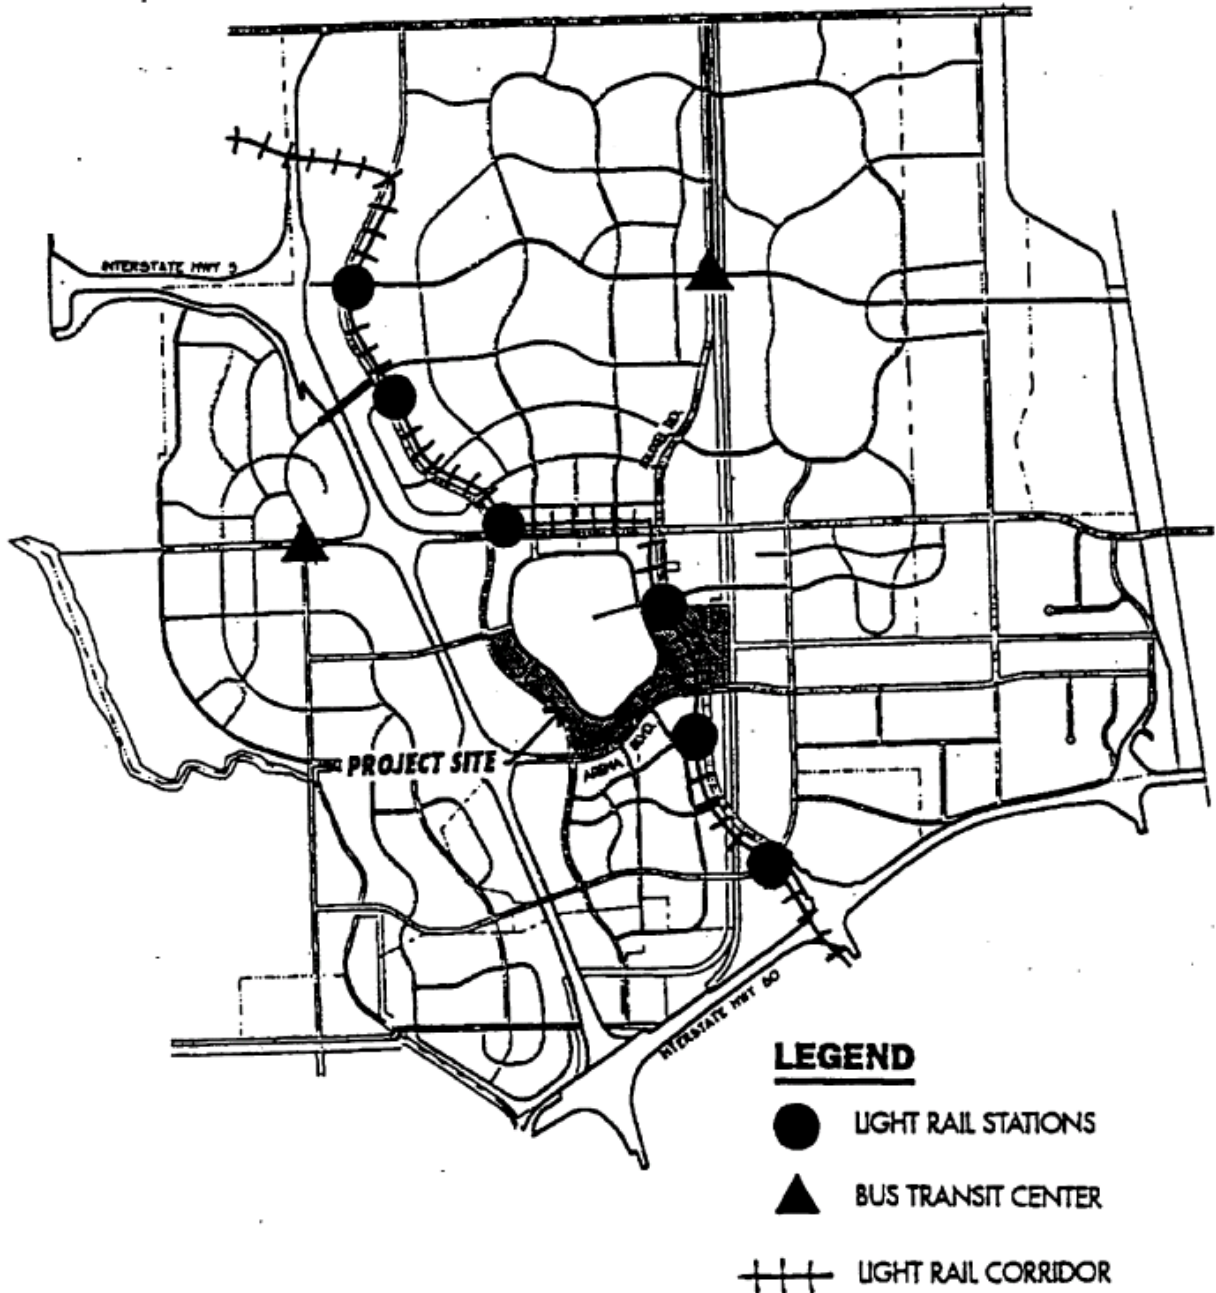 INTERSTATE HWY 5
PROJECT SITE
ARENA
BLVD.
INTERSTATE HWY 80
LEGEND
LIGHT RAIL STATIONS
BUS TRANSIT CENTER
LIGHT RAIL CORRIDOR